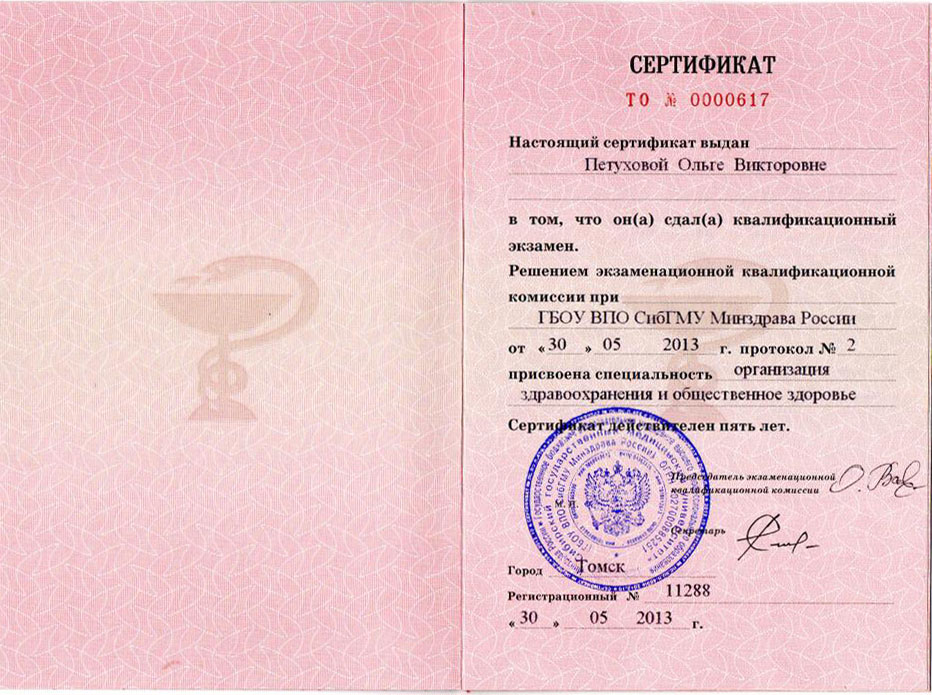 СЕРТИФИКАТ
ТО № 0000617
Настоящий сертификат выдан
Петуховой Ольге Викторовне
в том, что он(а) сдал(а) квалификационный
экзамен.
Решением экзаменационной квалификационной
комиссии при
ГБОУ ВПО СибГМУ Минздрава России
от « 30 » 05 2013 г. протокол № 2
присвоена специальность организация
здравоохранения и общественное здоровье
Сертификат действителен пять лет.
Председатель экзаменационной
квалификационной комиссии
М. П.
Секретарь
Город Томск
Регистрационный № 11288
« 30 » 05 2013 г.